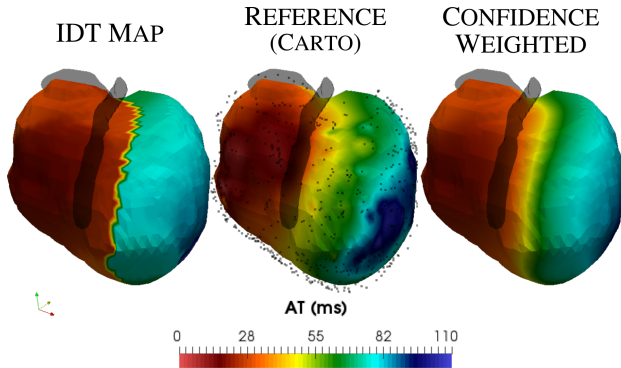 IDT MAP
REFERENCE
(CARTO)
CONFIDENCE
WEIGHTED
AT (ms)
0 28 55 82 110